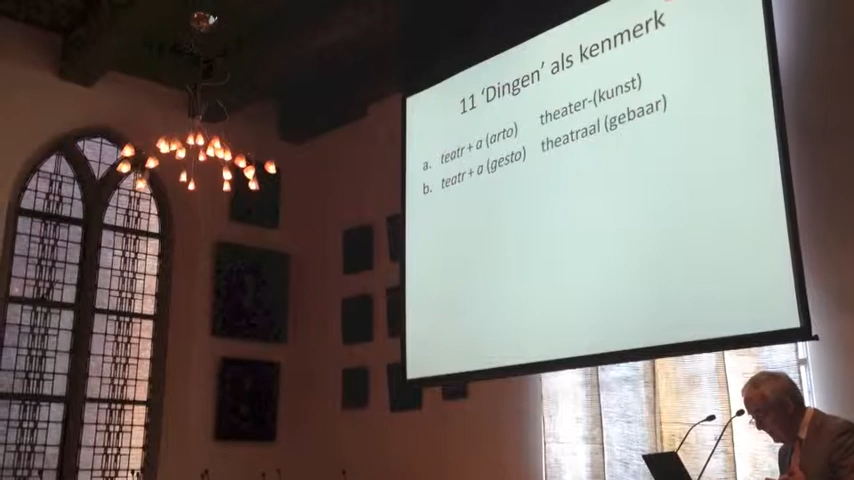 11 ‘Dingen’ als kenmerk
a. teatr + a (arto) theater-(kunst)
b. teatr + a (gesto) theatraal (gebaar)